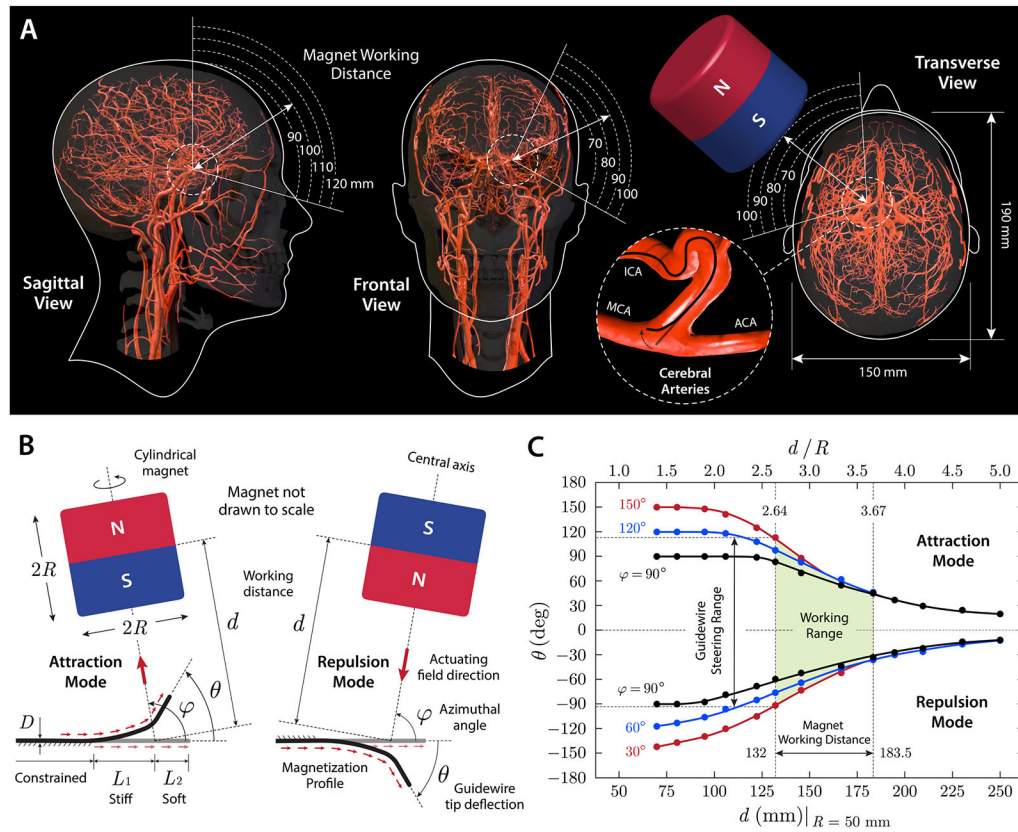 A
Magnet Working
Distance
90
100
110
120 mm
Sagittal
View
70
80
90
100
Frontal
View
N
S
Transverse
View
70
80
90
100
190 mm
150 mm
ICA
MCA
ACA
Cerebral
Arteries
B
Cylindrical
magnet
N
S
2R
2R
Magnet not
drawn to scale
Working
distance
d
Attraction
Mode
φ
θ
D
Constrained
L₁
Stiff
L₂
Soft
Central axis
S
N
d
Repulsion
Mode
Actuating
field direction
φ
Azimuthal
angle
Magnetization
Profile
θ
Guidewire
tip deflection
C
d / R
1.0 1.5 2.0 2.5 3.0 3.5 4.0 4.5 5.0
180
150
120
90
60
30
0
−30
−60
−90
−120
−150
−180
θ (deg)
150°
120°
φ = 90°
2.64
3.67
Attraction
Mode
Guidewire
Steering Range
Working
Range
φ = 90°
60°
30°
Magnet
Working Distance
132
183.5
Repulsion
Mode
50 75 100 125 150 175 200 225 250
d (mm)|R = 50 mm